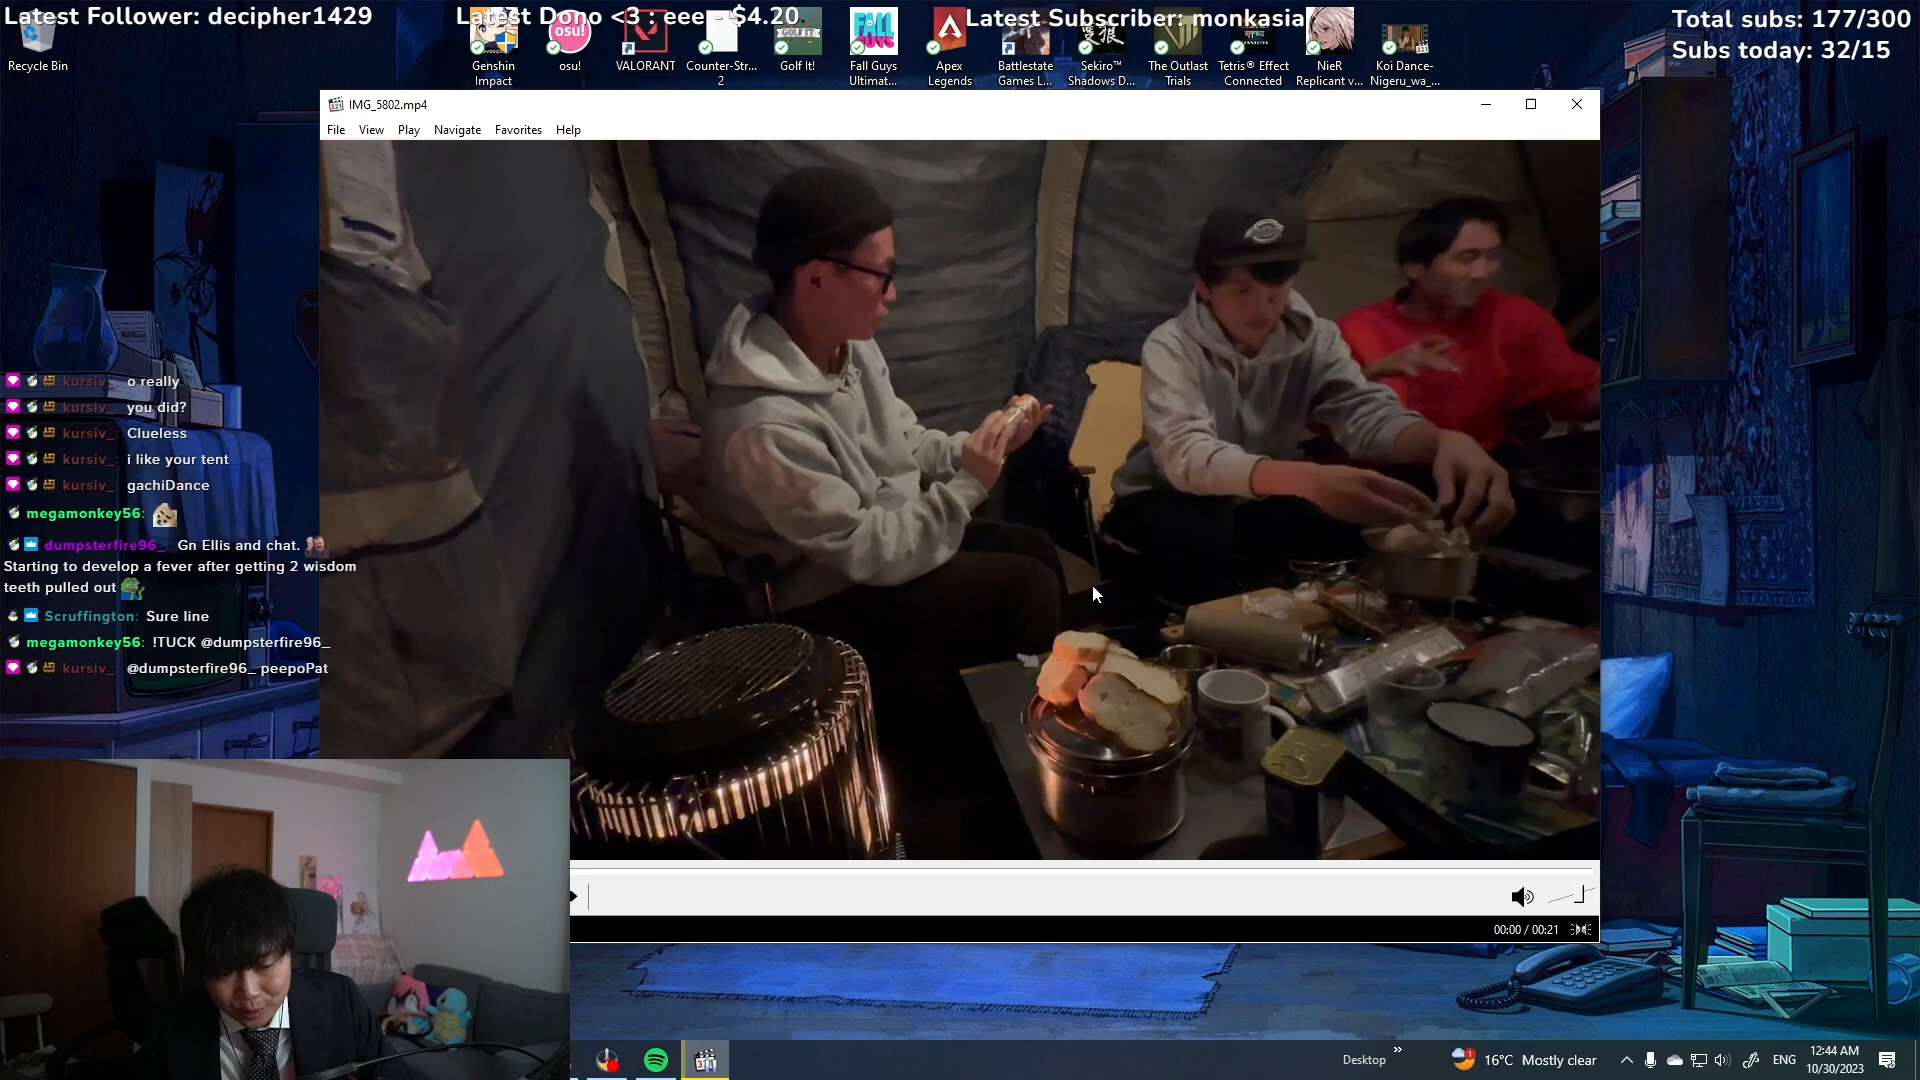 Latest Follower: decipher1429
Latest Dono <3 : eee - $4.20
Latest Subscriber: monkasia
Total subs: 177/300
Subs today: 32/15
Recycle Bin
Genshin Impact
osu!
VALORANT
Counter-Str... 2
Golf It!
Fall Guys Ultimat...
Apex Legends
Battlestate Games L...
Sekiro™ Shadows D...
The Outlast Trials
Tetris® Effect Connected
NieR Replicant v...
Koi Dance- Nigeru_wa_...
IMG_5802.mp4
File View Play Navigate Favorites Help
kursiv_: o really
kursiv_: you did?
kursiv_: Clueless
kursiv_: i like your tent
kursiv_: gachiDance
megamonkey56:
dumpsterfire96_: Gn Ellis and chat.
Starting to develop a fever after getting 2 wisdom
teeth pulled out
Scruffington: Sure line
megamonkey56: !TUCK @dumpsterfire96_
kursiv_: @dumpsterfire96_ peepoPat
00:00 / 00:21
Desktop
16°C Mostly clear
ENG
12:44 AM
10/30/2023